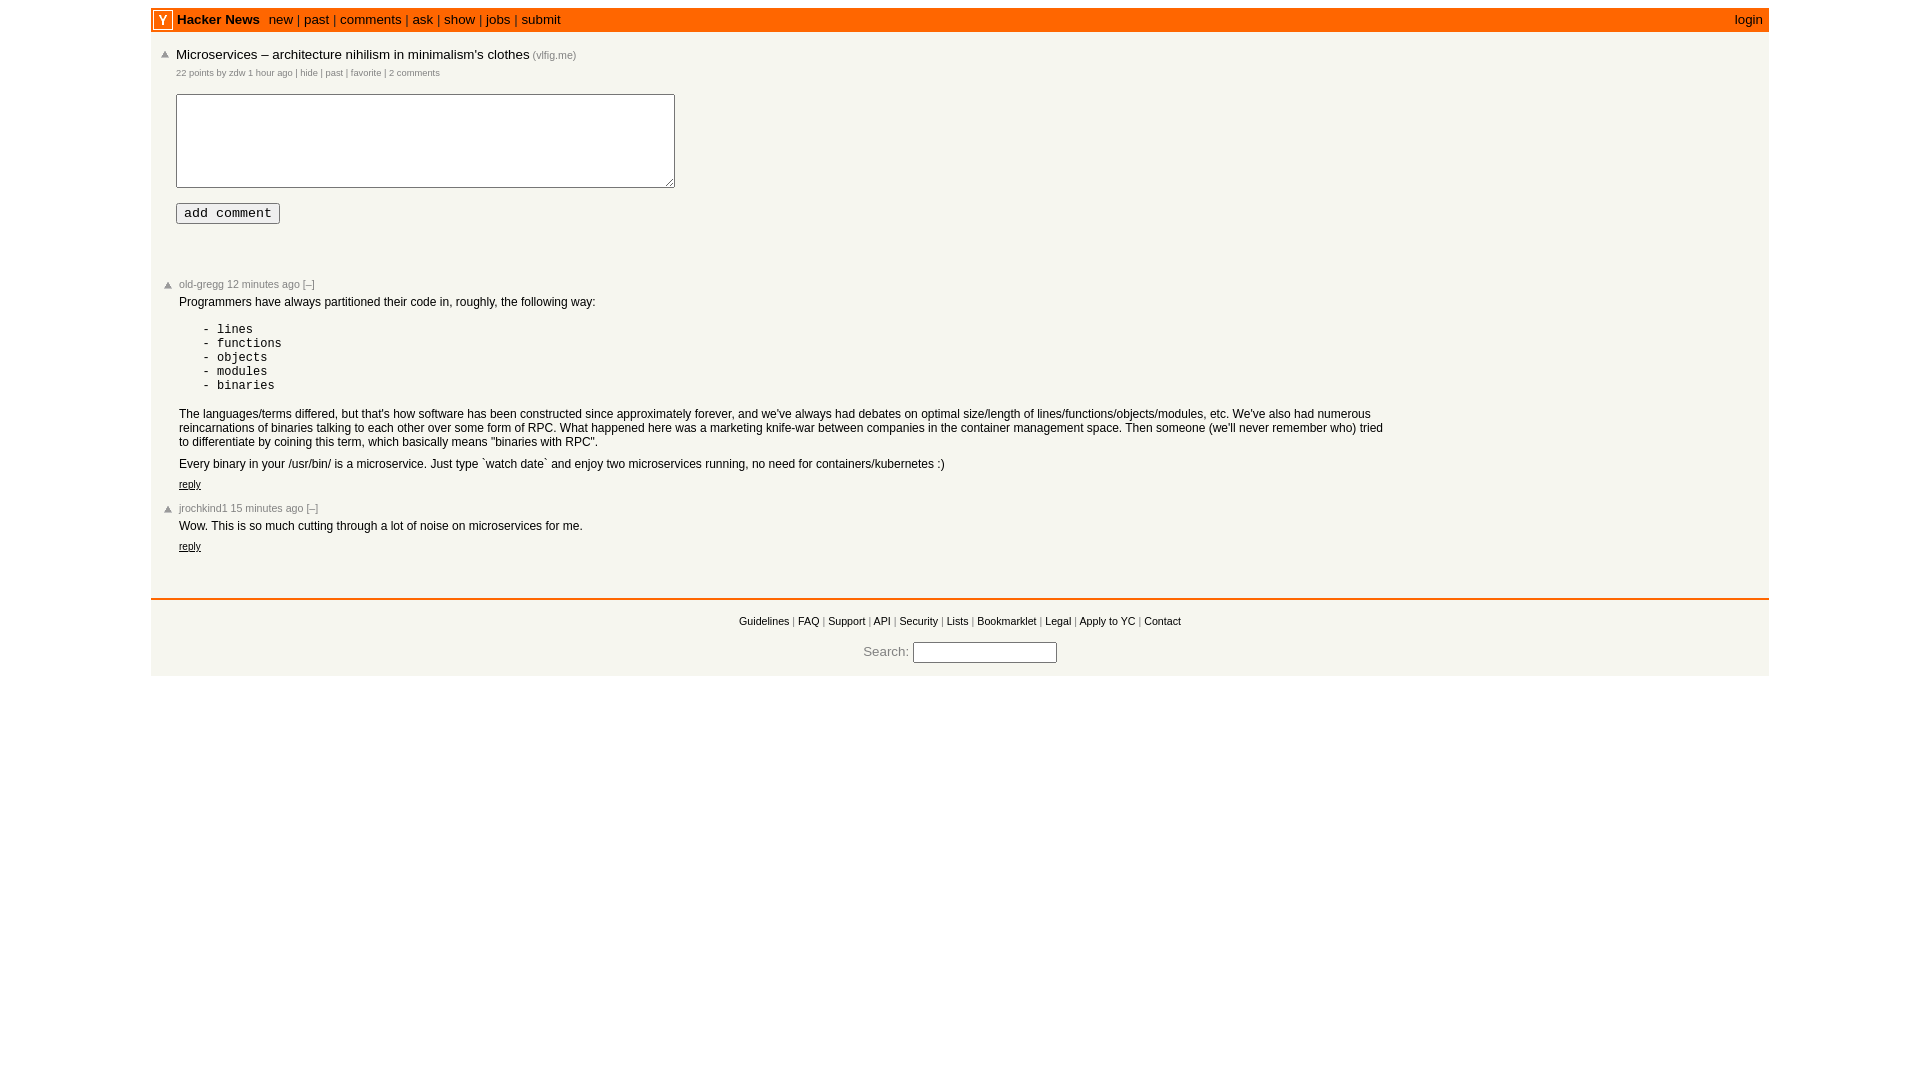 Y Hacker News new | past | comments | ask | show | jobs | submit login
Microservices – architecture nihilism in minimalism's clothes (vlfig.me)
22 points by zdw 1 hour ago | hide | past | favorite | 2 comments
add comment
old-gregg 12 minutes ago [–]
Programmers have always partitioned their code in, roughly, the following way:
- lines
- functions
- objects
- modules
- binaries
The languages/terms differed, but that's how software has been constructed since approximately forever, and we've always had debates on optimal size/length of lines/functions/objects/modules, etc. We've also had numerous
reincarnations of binaries talking to each other over some form of RPC. What happened here was a marketing knife-war between companies in the container management space. Then someone (we'll never remember who) tried
to differentiate by coining this term, which basically means "binaries with RPC".
Every binary in your /usr/bin/ is a microservice. Just type `watch date` and enjoy two microservices running, no need for containers/kubernetes :)
reply
jrochkind1 15 minutes ago [–]
Wow. This is so much cutting through a lot of noise on microservices for me.
reply
Guidelines | FAQ | Support | API | Security | Lists | Bookmarklet | Legal | Apply to YC | Contact
Search: